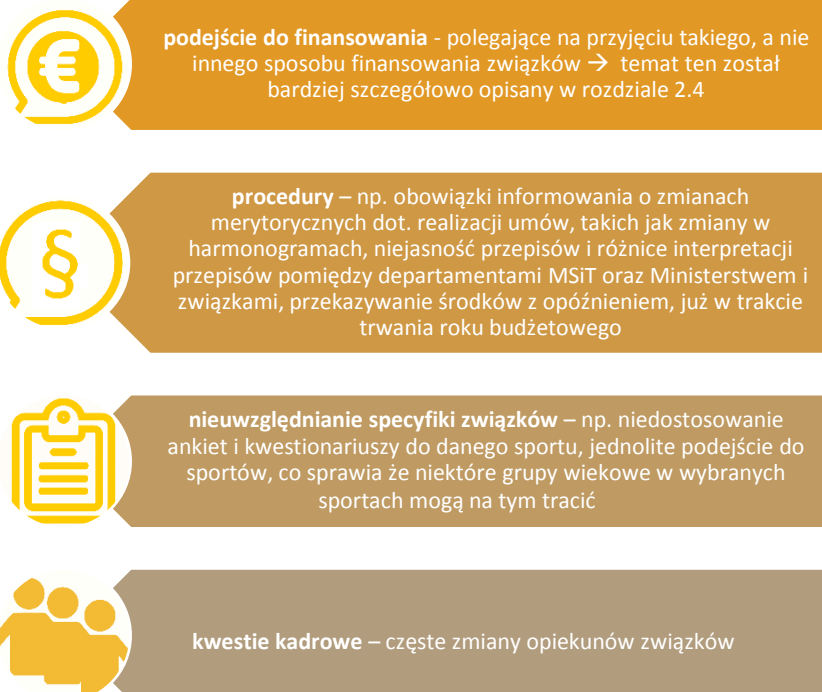 €
podejście do finansowania - polegające na przyjęciu takiego, a nie
innego sposobu finansowania związków → temat ten został
bardziej szczegółowo opisany w rozdziale 2.4
§
procedury – np. obowiązki informowania o zmianach
merytorycznych dot. realizacji umów, takich jak zmiany w
harmonogramach, niejasność przepisów i różnice interpretacji
przepisów pomiędzy departamentami MSiT oraz Ministerstwem i
związkami, przekazywanie środków z opóźnieniem, już w trakcie
trwania roku budżetowego
nieuwzględnianie specyfiki związków – np. niedostosowanie
ankiet i kwestionariuszy do danego sportu, jednolite podejście do
sportów, co sprawia że niektóre grupy wiekowe w wybranych
sportach mogą na tym tracić
kwestie kadrowe – częste zmiany opiekunów związków